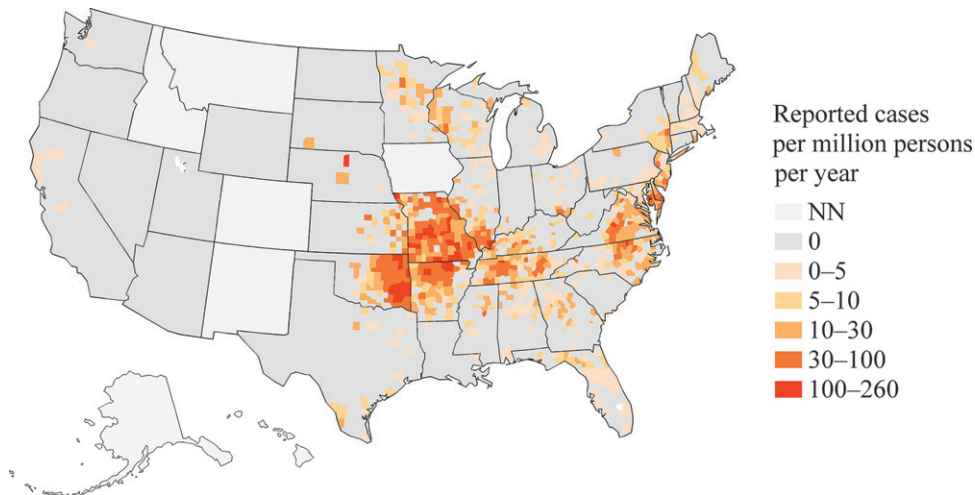 Reported cases
per million persons
per year
NN
0
0–5
5–10
10–30
30–100
100–260